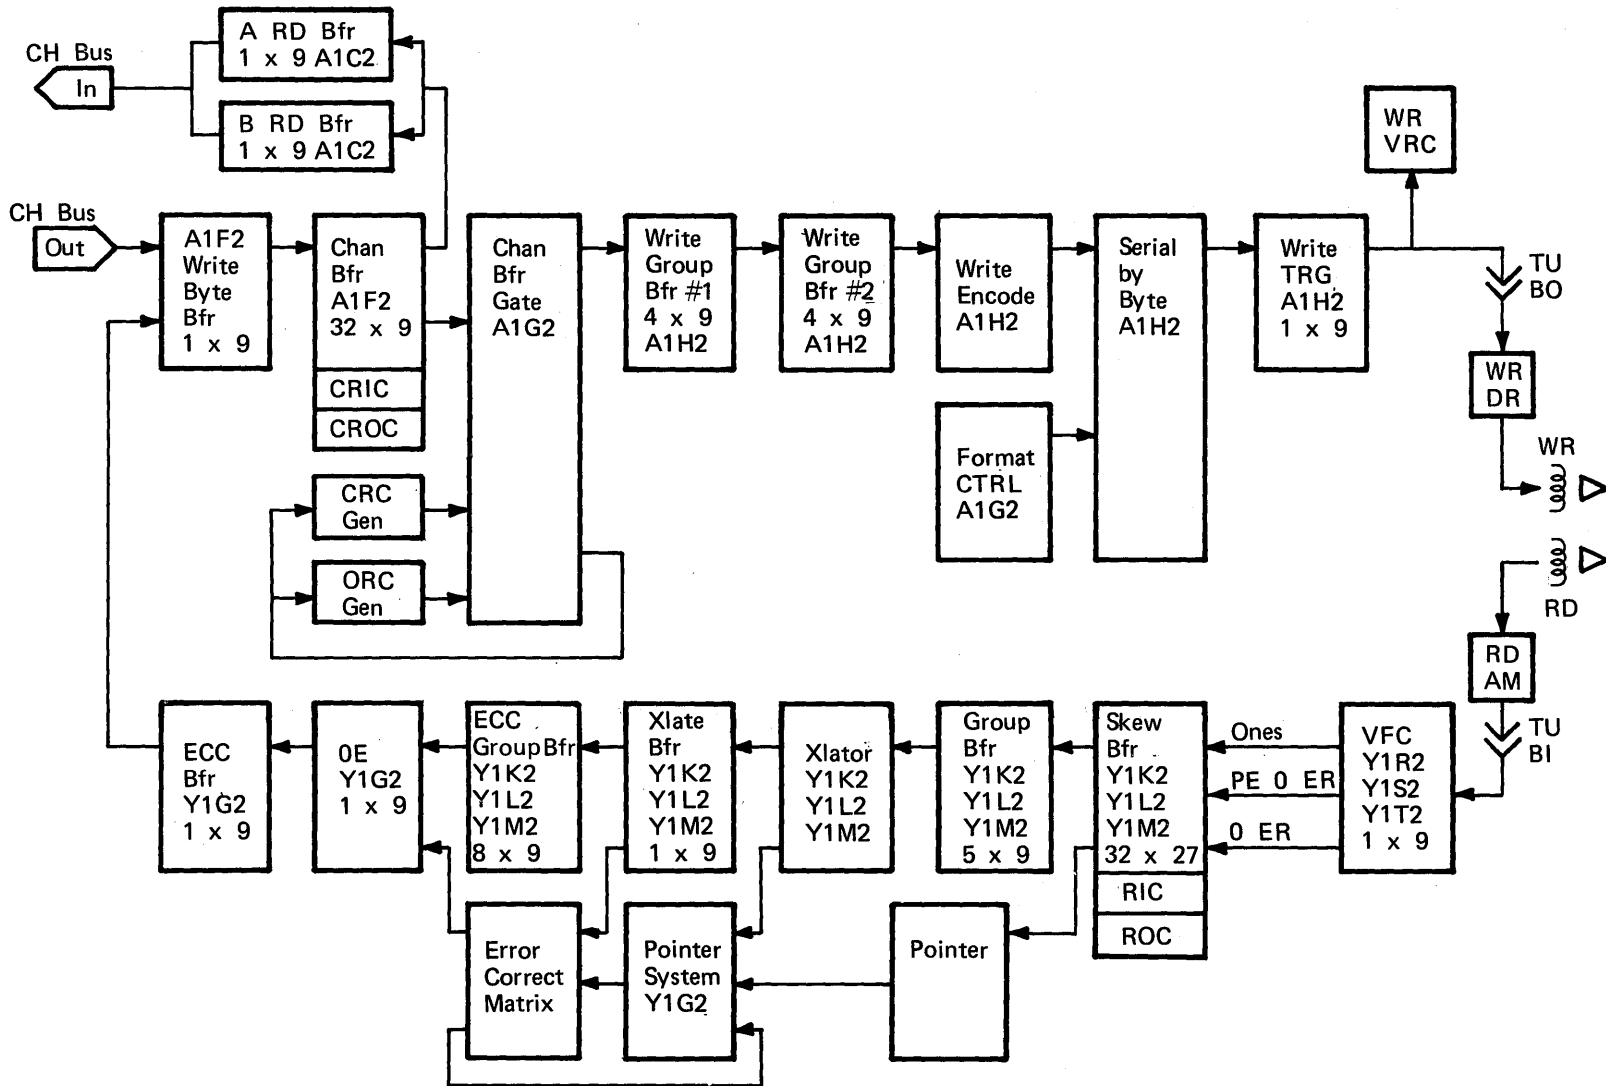 A RD Bfr
1 x 9 A1C2
CH Bus
In
B RD Bfr
1 x 9 A1C2
WR
VRC
CH Bus
Out
A1F2
Write
Byte
Bfr
1 x 9
Chan
Bfr
A1F2
32 x 9
CRIC
CROC
Chan
Bfr
Gate
A1G2
Write
Group
Bfr #1
4 x 9
A1H2
Write
Group
Bfr #2
4 x 9
A1H2
Write
Encode
A1H2
Serial
by
Byte
A1H2
Write
TRG
A1H2
1 x 9
TU
BO
WR
DR
WR
CRC
Gen
ORC
Gen
Format
CTRL
A1G2
RD
RD
AM
TU
BI
ECC
Bfr
Y1G2
1 x 9
0E
Y1G2
1 x 9
ECC
Group Bfr
Y1K2
Y1L2
Y1M2
8 x 9
Xlate
Bfr
Y1K2
Y1L2
Y1M2
1 x 9
Xlator
Y1K2
Y1L2
Y1M2
Group
Bfr
Y1K2
Y1L2
Y1M2
5 x 9
Skew
Bfr
Y1K2
Y1L2
Y1M2
32 x 27
RIC
ROC
Ones
PE 0 ER
0 ER
VFC
Y1R2
Y1S2
Y1T2
1 x 9
Error
Correct
Matrix
Pointer
System
Y1G2
Pointer